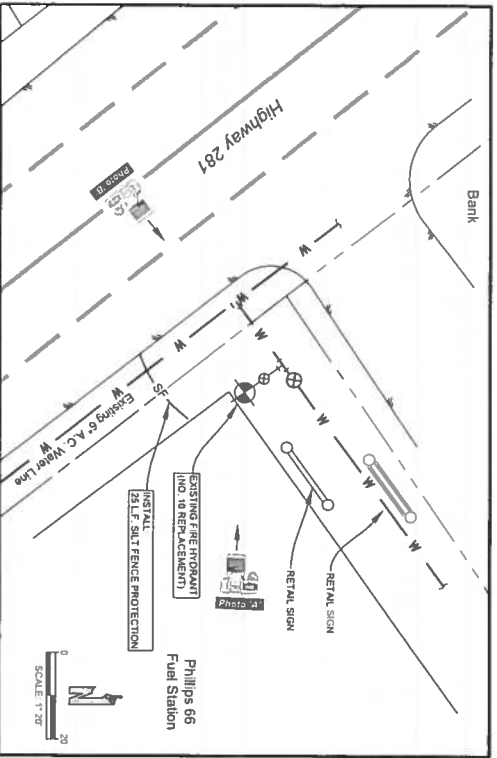 Bank
Highway 281
Photo 'B'
W
W
W
W
W
W
W
W
SF
Existing 6" A.C. Water Line
RETAIL SIGN
RETAIL SIGN
EXISTING FIRE HYDRANT
(NO. 10 REPLACEMENT)
INSTALL
25 L.F. SILT FENCE PROTECTION
Photo 'A'
Phillips 66
Fuel Station
N
0 20
SCALE: 1" 20'